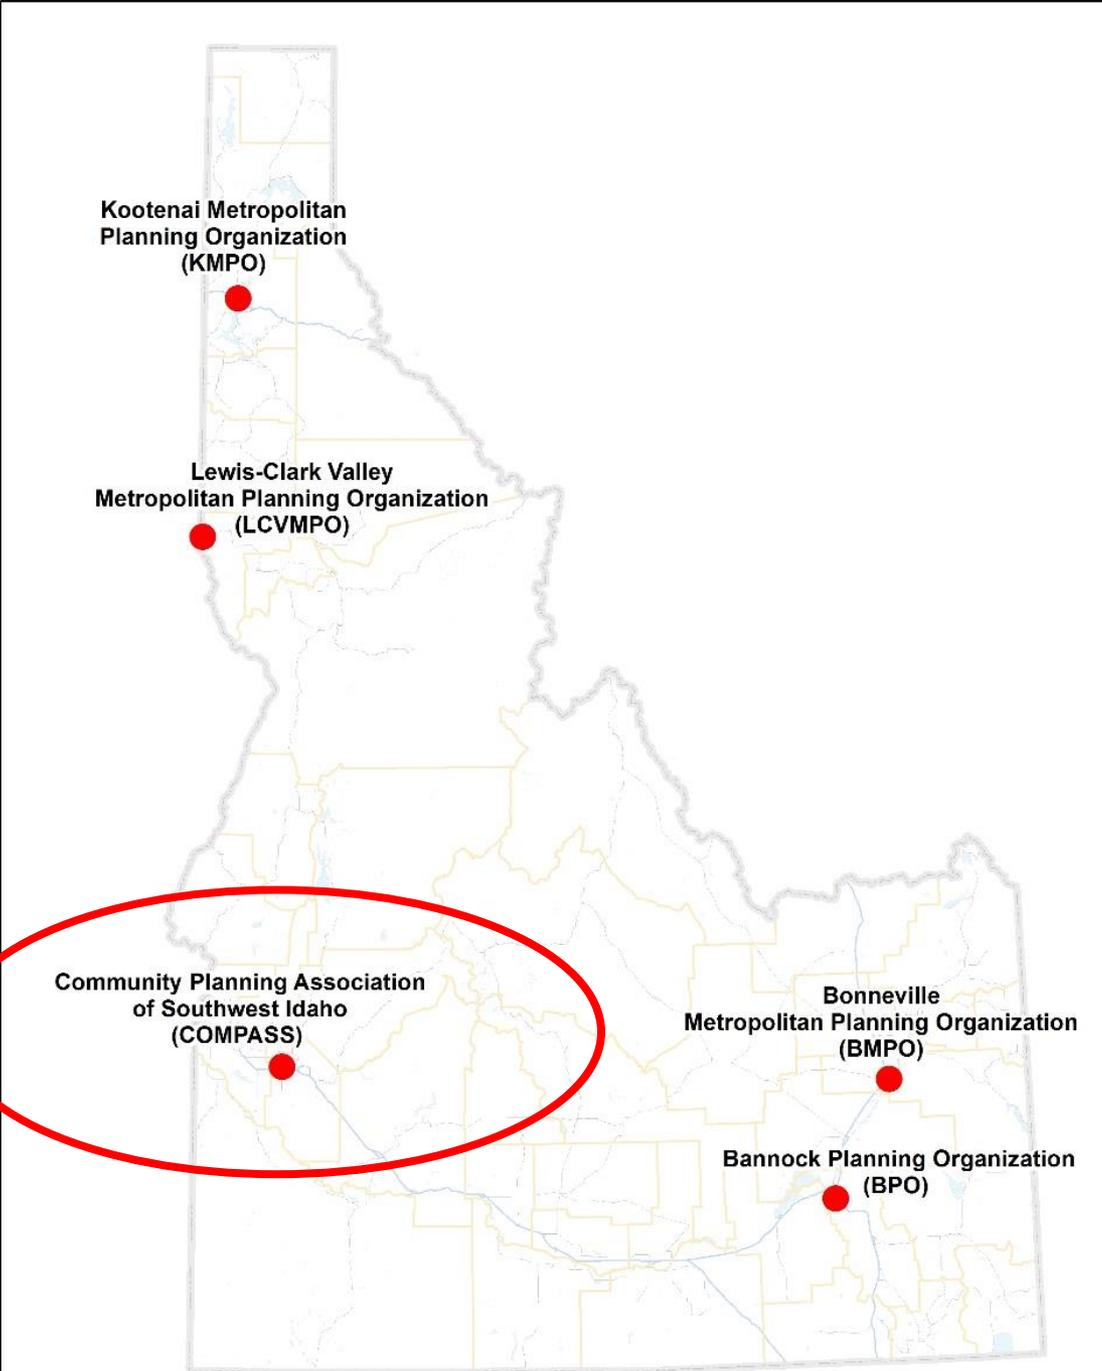 Kootenai Metropolitan
Planning Organization
(KMPO)
Lewis-Clark Valley
Metropolitan Planning Organization
(LCVMPO)
Community Planning Association
of Southwest Idaho
(COMPASS)
Bonneville
Metropolitan Planning Organization
(BMPO)
Bannock Planning Organization
(BPO)